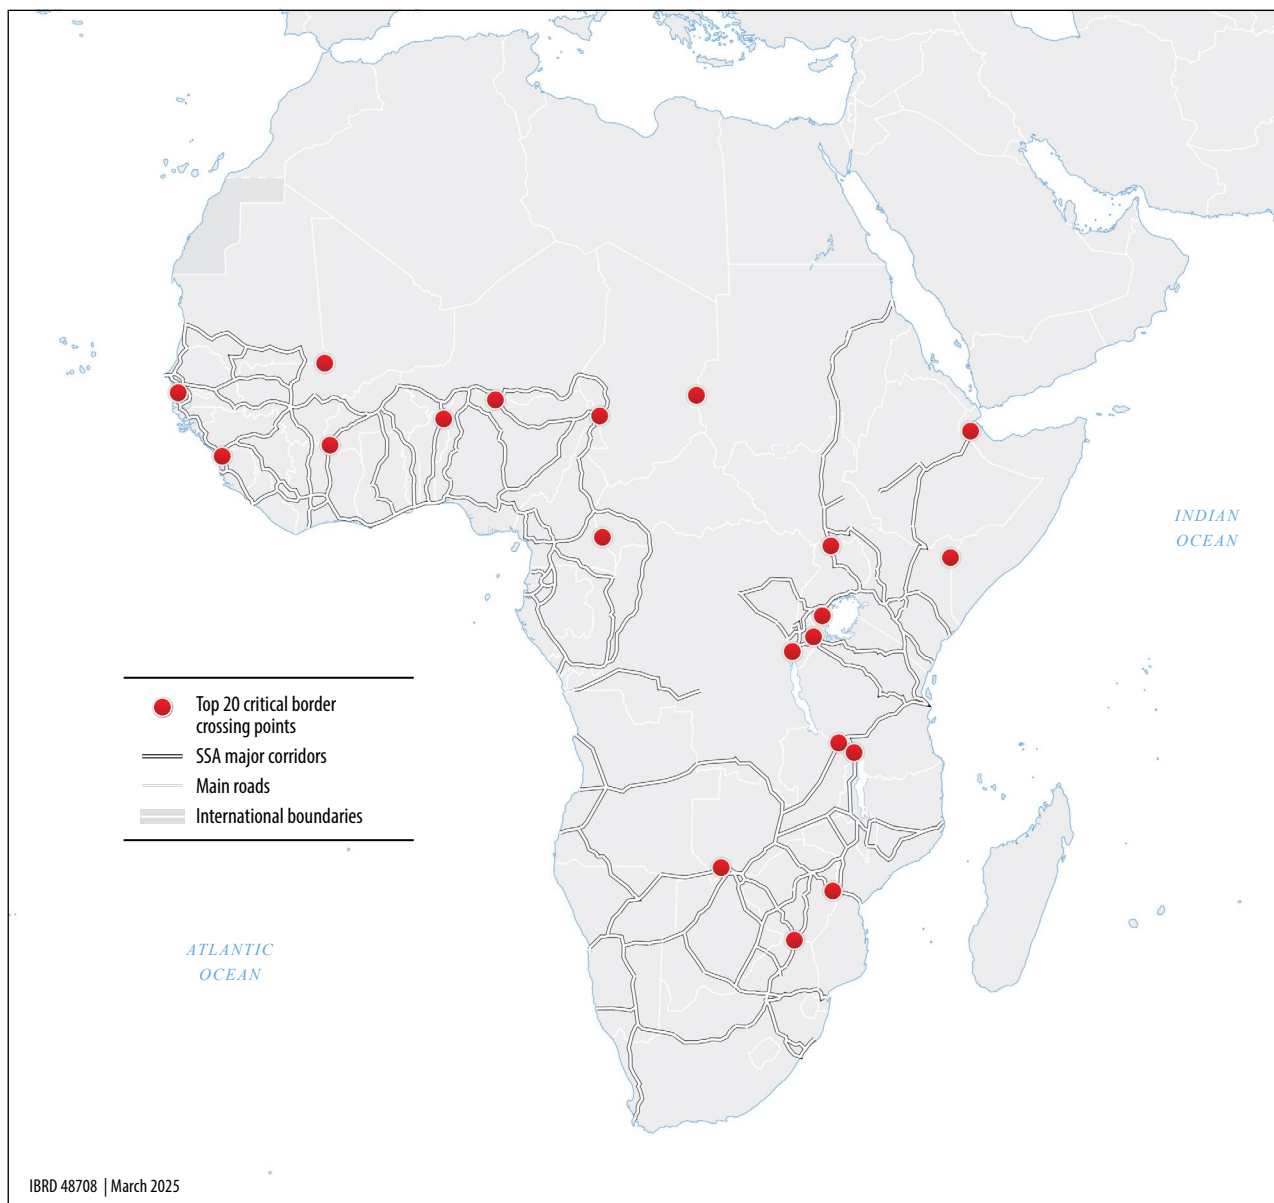 INDIAN
OCEAN
Top 20 critical border
crossing points
SSA major corridors
Main roads
International boundaries
ATLANTIC
OCEAN
IBRD 48708 | March 2025